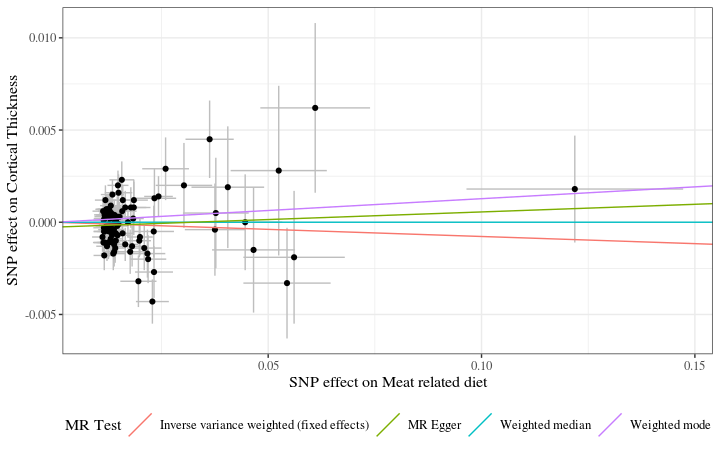 0.010
0.005
0.000
-0.005
SNP effect on Cortical Thickness
0.05
0.10
0.15
SNP effect on Meat related diet
MR Test
Inverse variance weighted (fixed effects)
MR Egger
Weighted median
Weighted mode